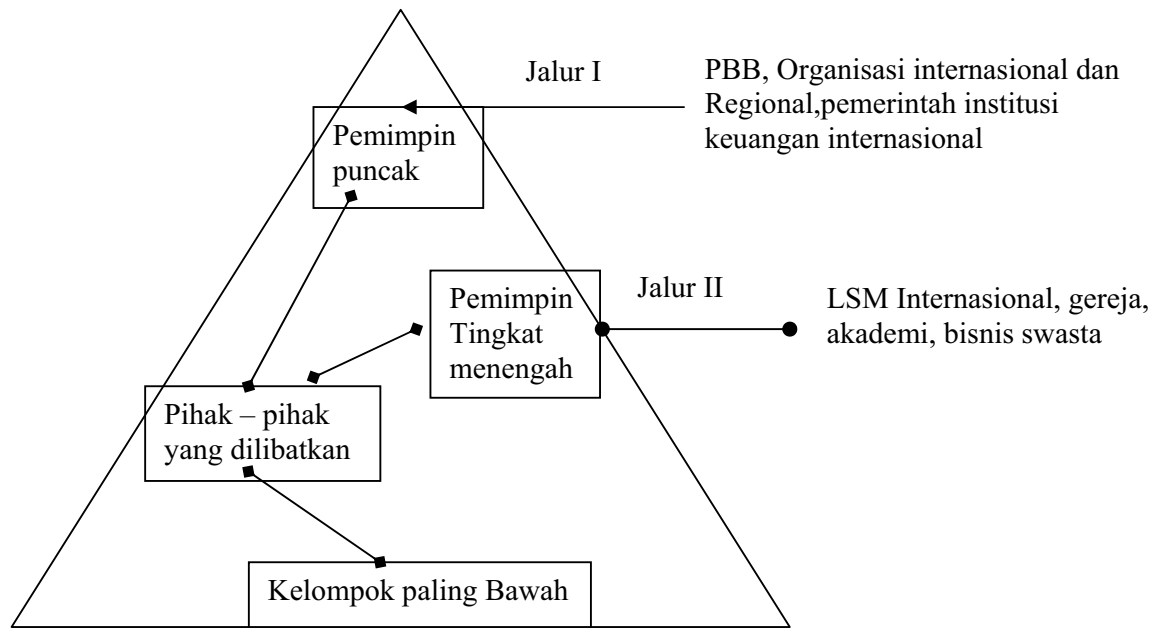 Jalur I
PBB, Organisasi internasional dan
Regional,pemerintah institusi
keuangan internasional
Pemimpin
puncak
Pemimpin
Tingkat
menengah
Jalur II
LSM Internasional, gereja,
akademi, bisnis swasta
Pihak – pihak
yang dilibatkan
Kelompok paling Bawah